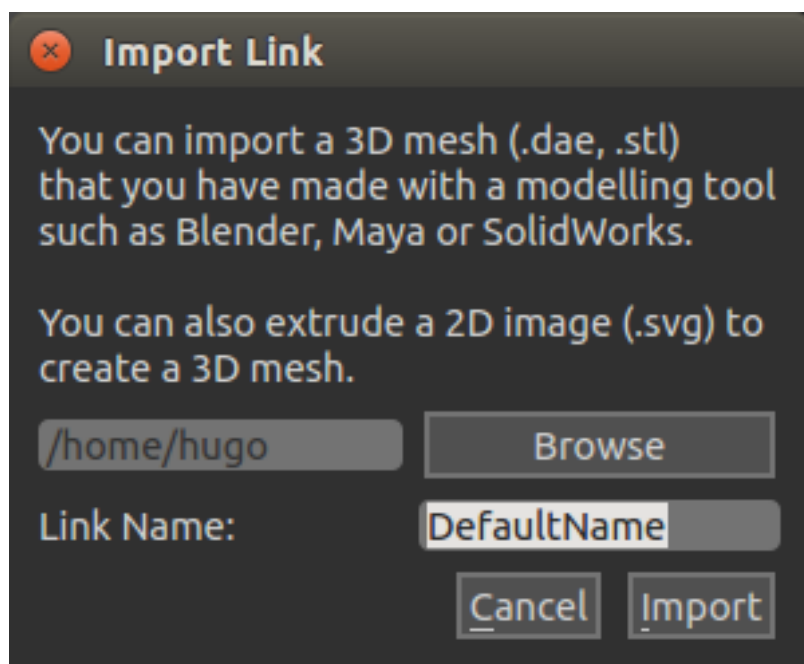 Import Link
You can import a 3D mesh (.dae, .stl)
that you have made with a modelling tool
such as Blender, Maya or SolidWorks.
You can also extrude a 2D image (.svg) to
create a 3D mesh.
/home/hugo Browse
Link Name: DefaultName
Cancel Import